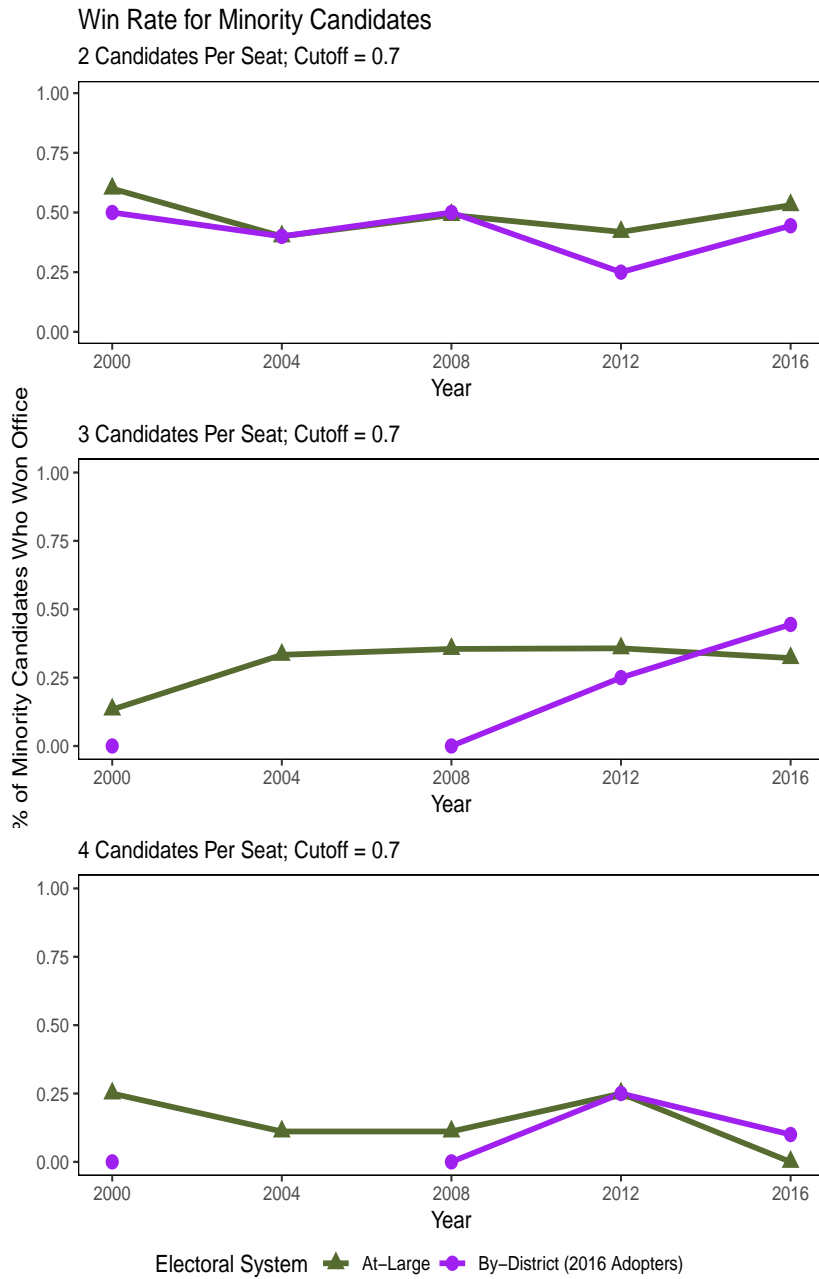 Win Rate for Minority Candidates
2 Candidates Per Seat; Cutoff = 0.7
1.00
0.75
0.50
0.25
0.00
2000 2004 2008 2012 2016
Year
% of Minority Candidates Who Won Office
3 Candidates Per Seat; Cutoff = 0.7
1.00
0.75
0.50
0.25
0.00
2000 2004 2008 2012 2016
Year
4 Candidates Per Seat; Cutoff = 0.7
1.00
0.75
0.50
0.25
0.00
2000 2004 2008 2012 2016
Year
Electoral System At−Large By−District (2016 Adopters)